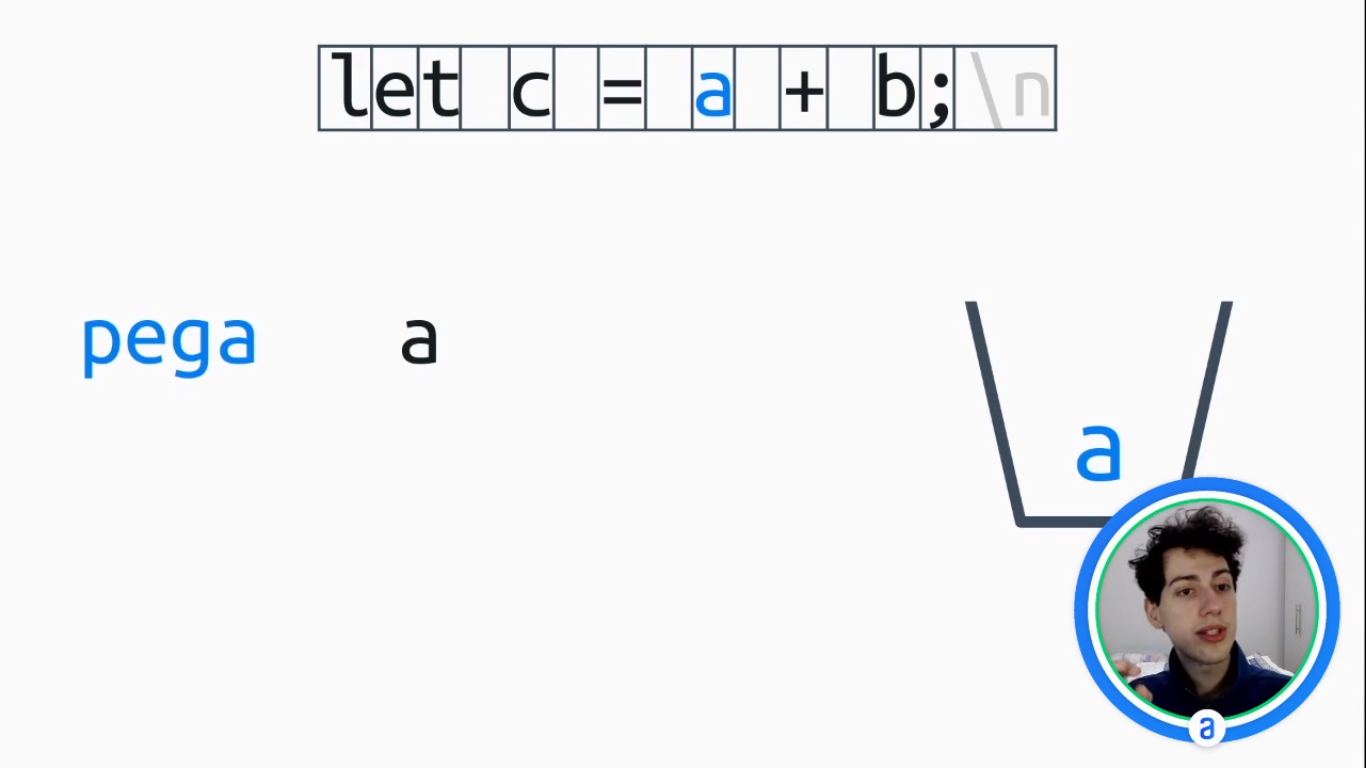 let c = a + b;\n
pega a
a
a